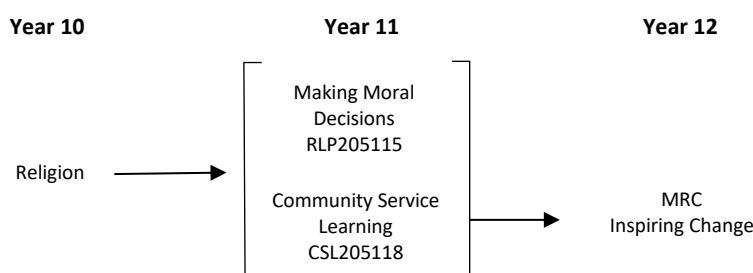 Year 10
Year 11
Year 12
Making Moral
Decisions
RLP205115
Religion
Community Service
Learning
CSL205118
MRC
Inspiring Change